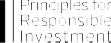 Principles for
Responsible
Investment